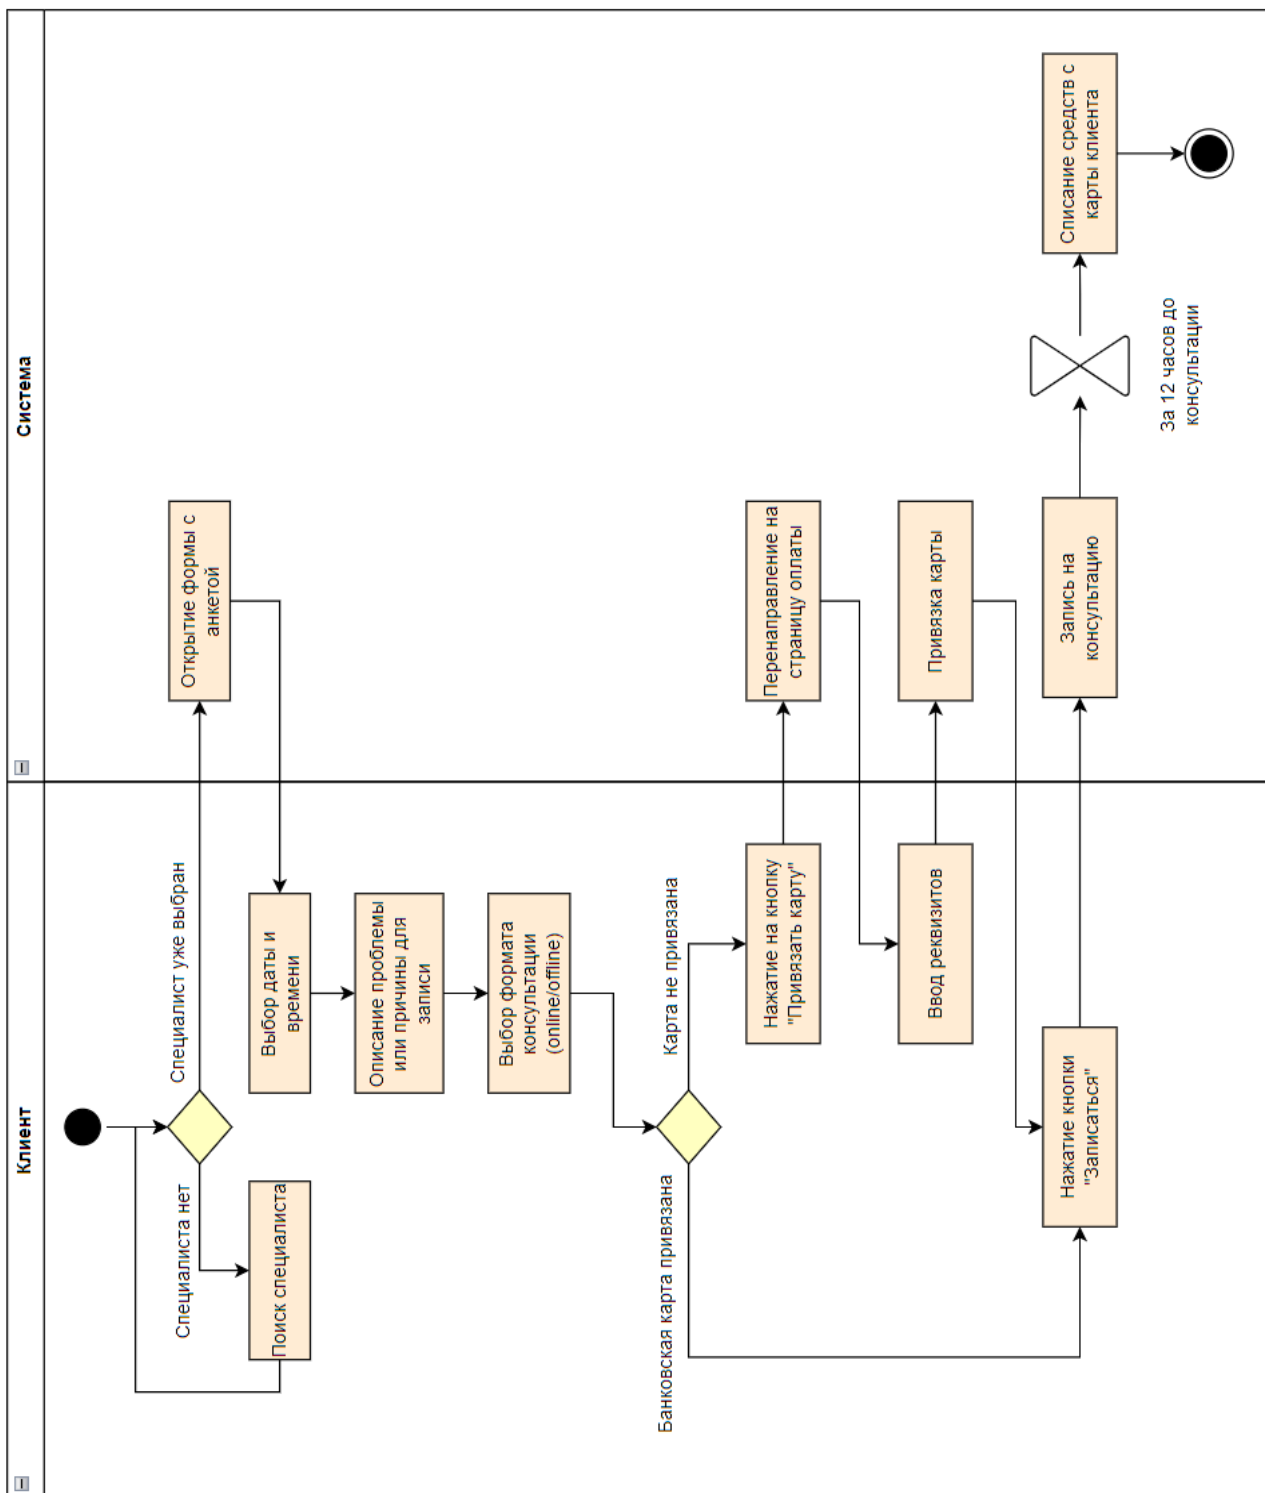 Клиент
Система
Специалиста нет
Специалист уже выбран
Открытие формы с
анкетой
Поиск специалиста
Выбор даты и
времени
Описание проблемы
или причины для
записи
Выбор формата
консультации
(online/offline)
Банковская карта привязана
Карта не привязана
Нажатие на кнопку
"Привязать карту"
Перенаправление на
страницу оплаты
Ввод реквизитов
Привязка карты
Нажатие кнопки
"Записаться"
Запись на
консультацию
За 12 часов до
консультации
Списание средств с
карты клиента